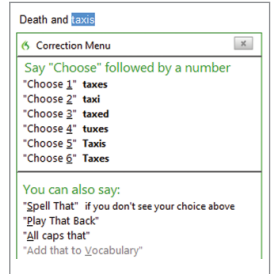 Death and taxis
Correction Menu
Say "Choose" followed by a number
"Choose 1" taxes
"Choose 2" taxi
"Choose 3" taxed
"Choose 4" tuxes
"Choose 5" Taxis
"Choose 6" Taxes
You can also say:
"Spell That" if you don't see your choice above
"Play That Back"
"All caps that"
"Add that to Vocabulary"